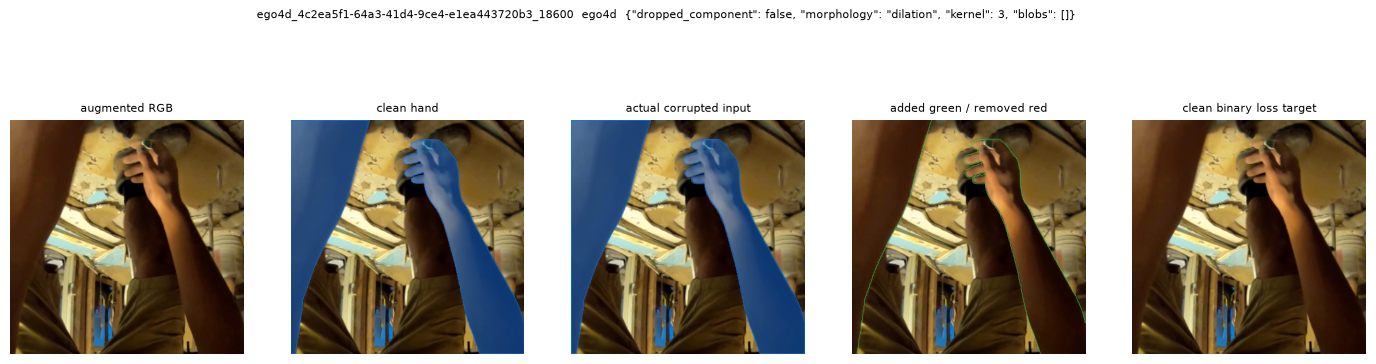 ego4d_4c2ea5f1-64a3-41d4-9ce4-e1ea443720b3_18600  ego4d  {"dropped_component": false, "morphology": "dilation", "kernel": 3, "blobs": []}
augmented RGB
clean hand
actual corrupted input
added green / removed red
clean binary loss target